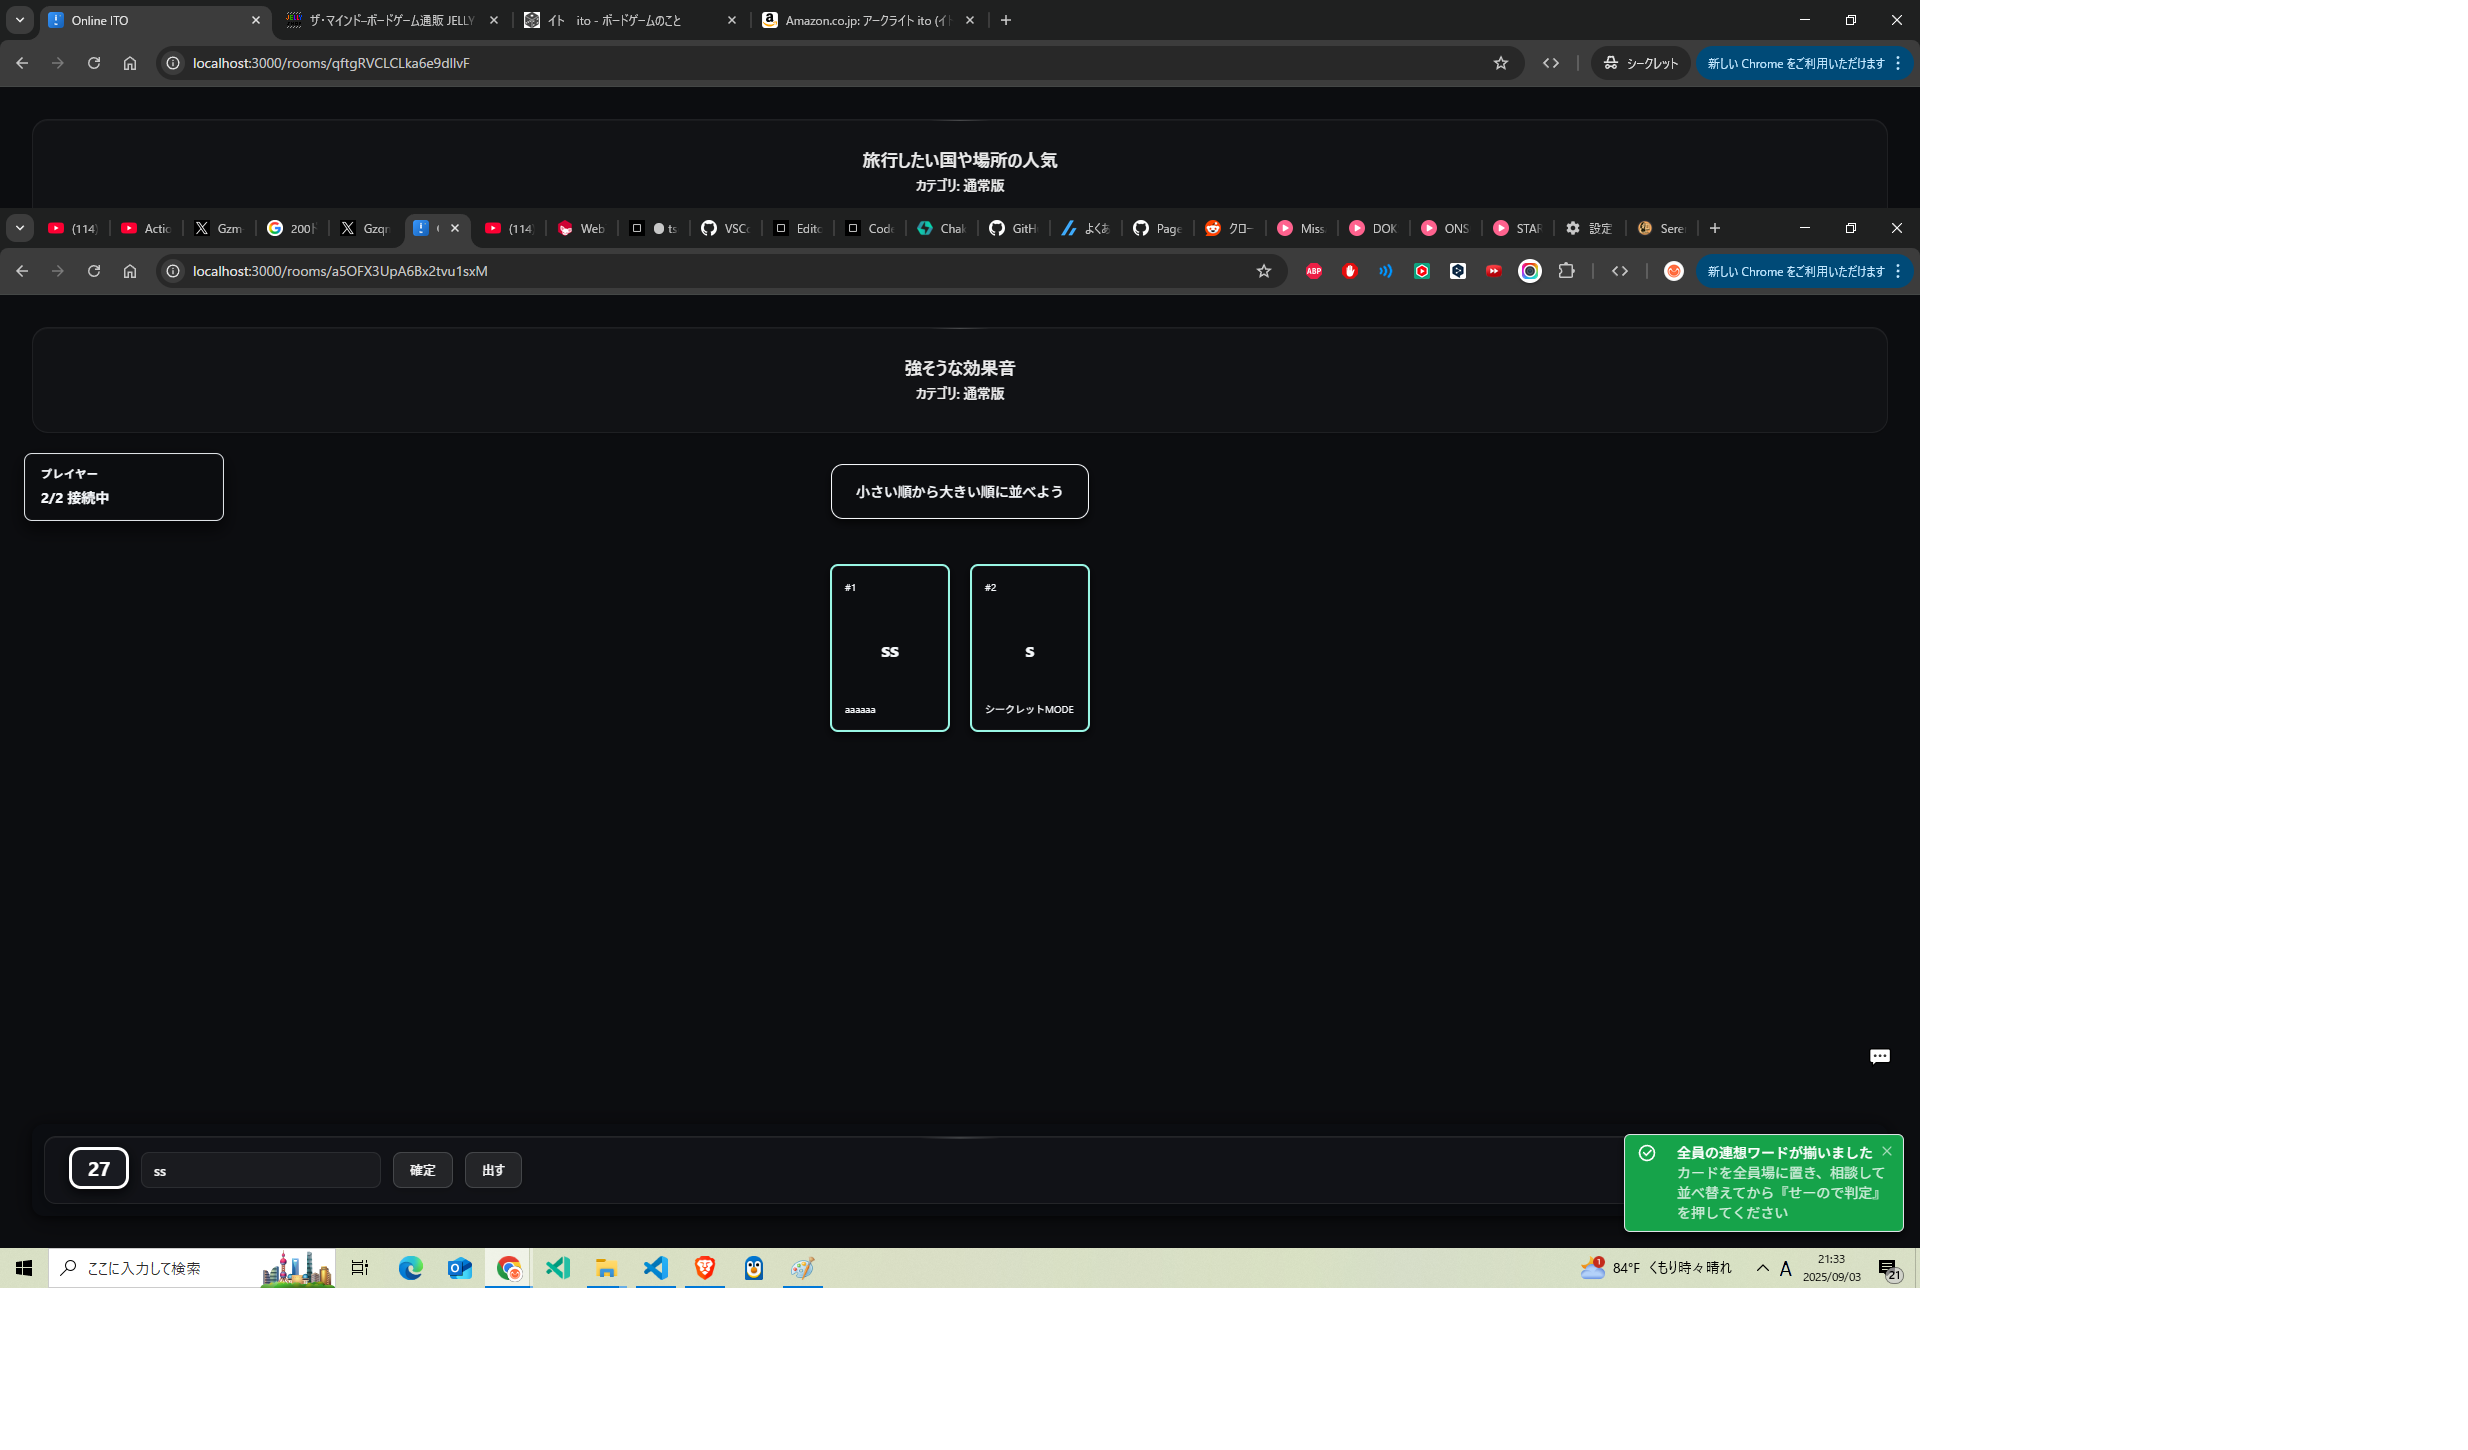 Online ITO
ザ・マインド–ボードゲーム通販 JELLY
イト ito - ボードゲームのこと
Amazon.co.jp: アークライト ito (イト
localhost:3000/rooms/qftgRVCLCLka6e9dIlvF
シークレット
新しい Chrome をご利用いただけます
旅行したい国や場所の人気
カテゴリ: 通常版
(114)
Actio
Gzm
200
Gzqn
(114)
Web
ts
VSCo
Edito
Code
Chak
GitH
よくあ
Page
クロー
Miss
DOK
ONS
STAR
設定
Sere
localhost:3000/rooms/a5OFX3UpA6Bx2tvu1sxM
ABP
新しい Chrome をご利用いただけます
強そうな効果音
カテゴリ: 通常版
プレイヤー
2/2 接続中
小さい順から大きい順に並べよう
#1
ss
aaaaaa
#2
s
シークレットMODE
27
ss
確定
出す
全員の連想ワードが揃いました
カードを全員場に置き、相談して
並べ替えてから『せーので判定』
を押してください
ここに入力して検索
1
84°F くもり時々晴れ
A
21:33
2025/09/03
21